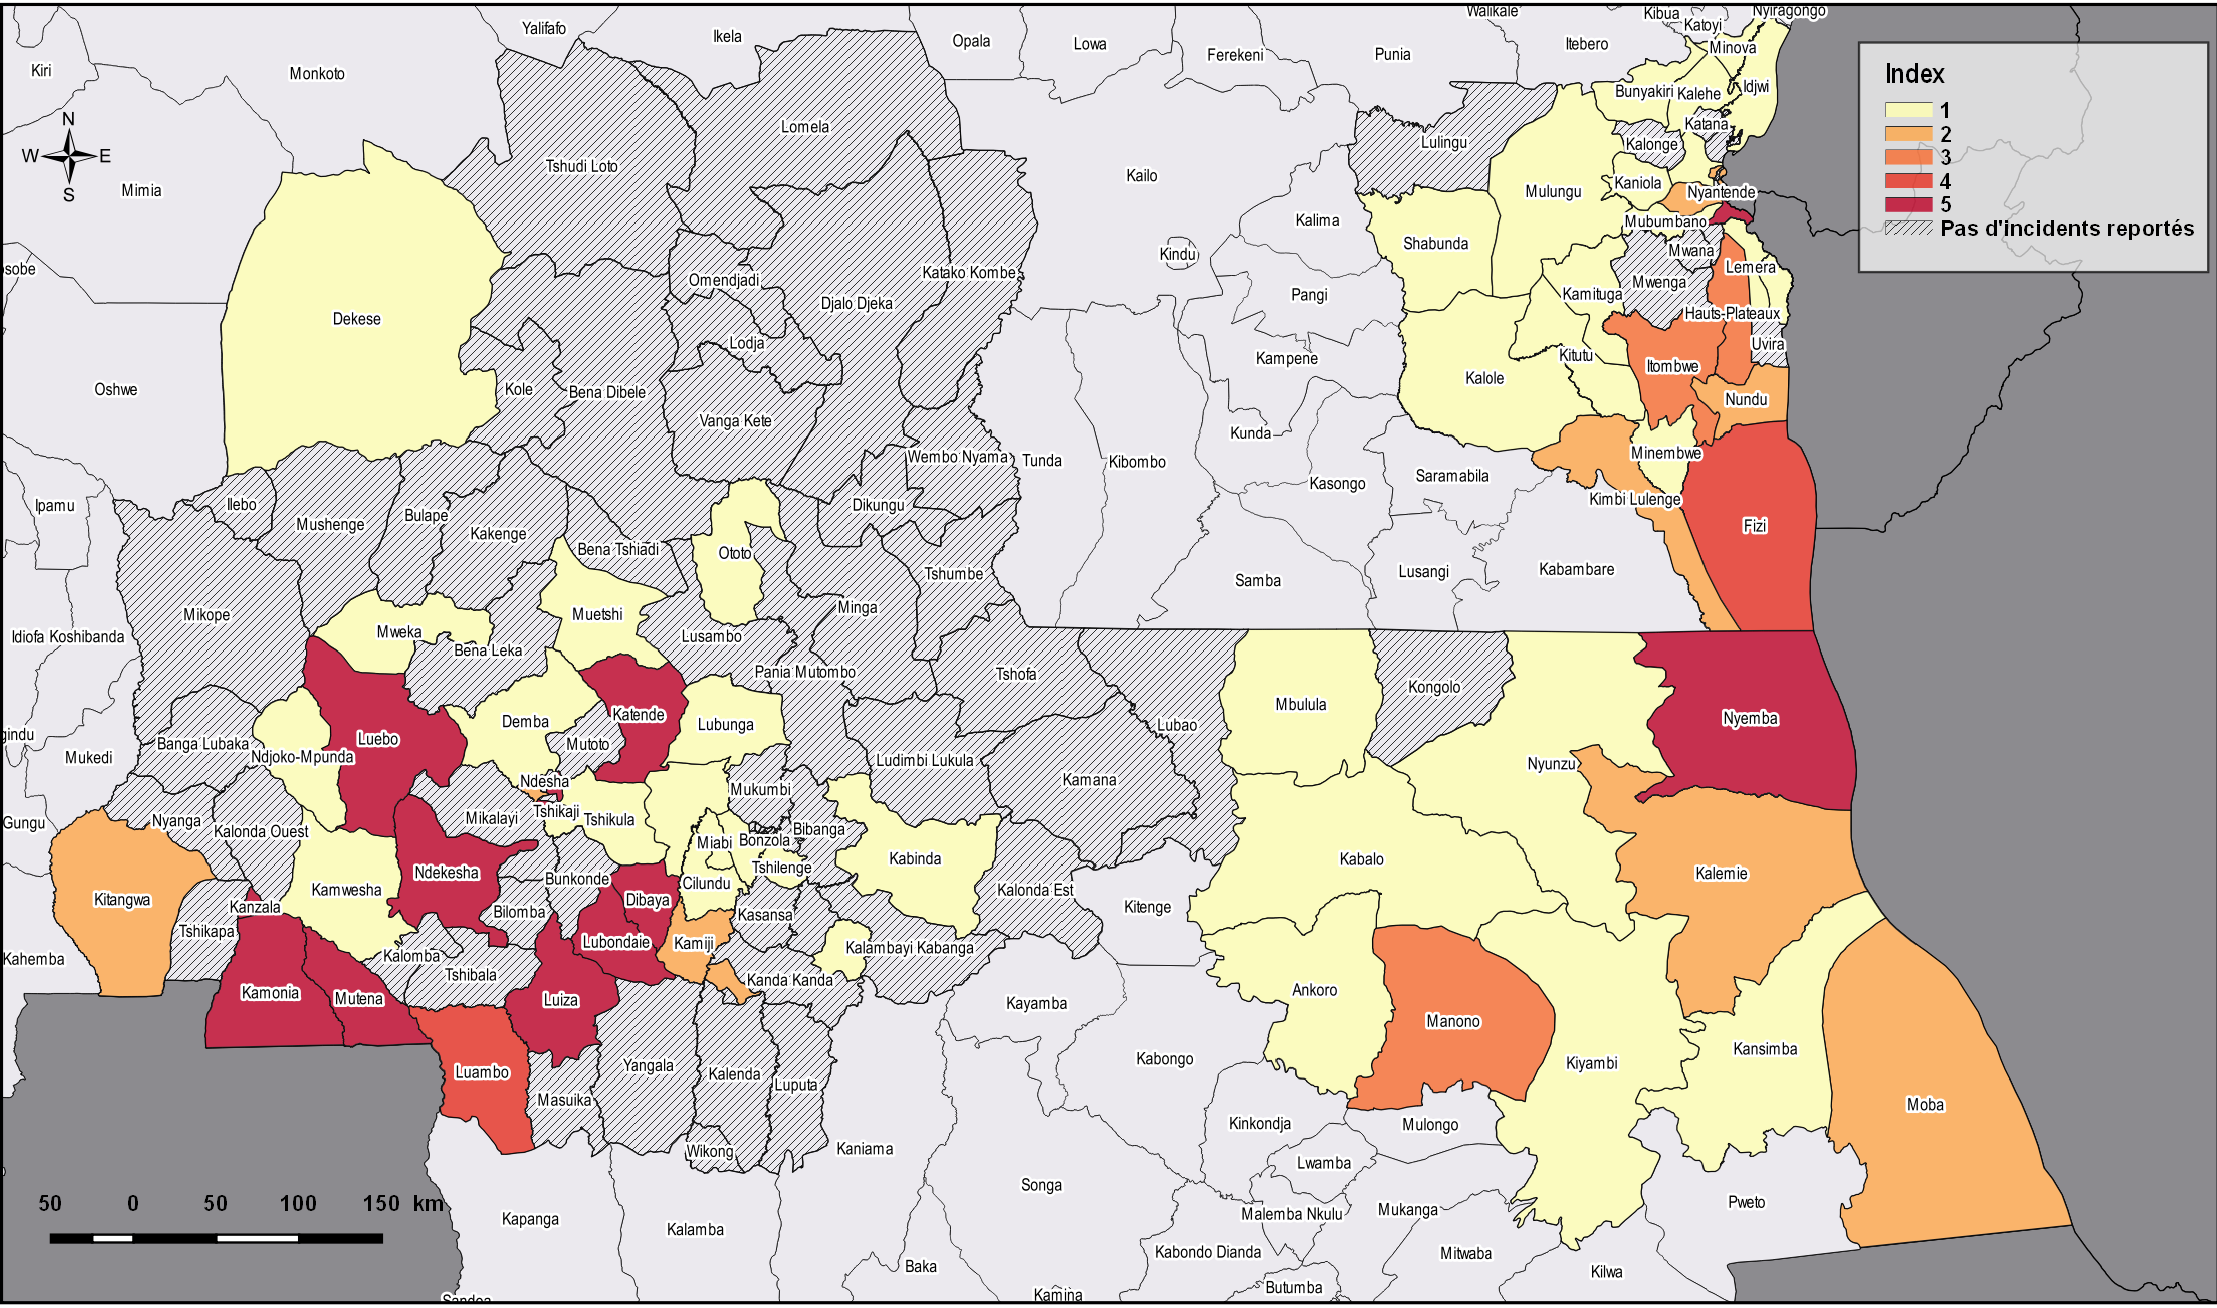 Yalifafo
Ikela
Opala
Lowa
Ferekeni
Punia
Walikale
Itebero
Kibua
Katoyi
Nyiragongo
Minova
Kiri
Monkoto
Bunyakiri
Kalehe
Idjwi
Index
1
2
3
4
5
Pas d'incidents reportés
N
W
E
S
Mimia
Tshudi Loto
Lomela
Lulingu
Kalonge
Katana
Kailo
Mulungu
Kaniola
Nyantende
Kalima
Mubumbano
Shabunda
Kindu
Mwana
Lemera
Omendjadi
Katako Kombe
Djalo Djeka
Pangi
Kamituga
Mwenga
Hauts-Plateaux
Dekese
Lodja
Kampene
Kitutu
Uvira
Oshwe
Kole
Bena Dibele
Kalole
Itombwe
Nundu
Vanga Kete
Kunda
Wembo Nyama
Tunda
Kibombo
Minembwe
Kasongo
Saramabila
Kimbi Lulenge
Fizi
Ipamu
Ilebo
Mushenge
Bulape
Kakenge
Dikungu
Bena Tshiadi
Ototo
Tshumbe
Samba
Lusangi
Kabambare
Mikope
Muetshi
Minga
Idiofa
Koshibanda
Mweka
Bena Leka
Lusambo
Pania Mutombo
Tshofa
Kongolo
Mbulula
Nyemba
Katende
Demba
Lubunga
Lubao
Luebo
Mutoto
Banga Lubaka
Ndjoko-Mpunda
Mukedi
Ludimbi Lukula
Kamana
Nyunzu
Ndesha
Mukumbi
Tshikaji
Tshikula
Mikalayi
Nyanga
Kalonda Ouest
Gungu
Bibanga
Miabi
Bonzola
Tshilenge
Kabinda
Kabalo
Kalemie
Ndekesha
Bunkonde
Cilundu
Kamwesha
Kalonda Est
Kitangwa
Kanzala
Dibaya
Bilomba
Kasansa
Kitenge
Tshikapa
Lubondaie
Kamiji
Kalambayi Kabanga
Kalomba
Kahemba
Tshibala
Kanda Kanda
Kamonia
Mutena
Luiza
Kayamba
Ankoro
Manono
Kansimba
Luambo
Yangala
Kalenda
Luputa
Kabongo
Kiyambi
Moba
Masuika
Kinkondja
Mulongo
Wikong
Kaniama
Lwamba
Songa
Pweto
50
0
50
100
150
km
Kapanga
Kalamba
Malemba Nkulu
Mukanga
Kabondo Dianda
Mitwaba
Baka
Kilwa
Butumba
Kamina
Sandoa